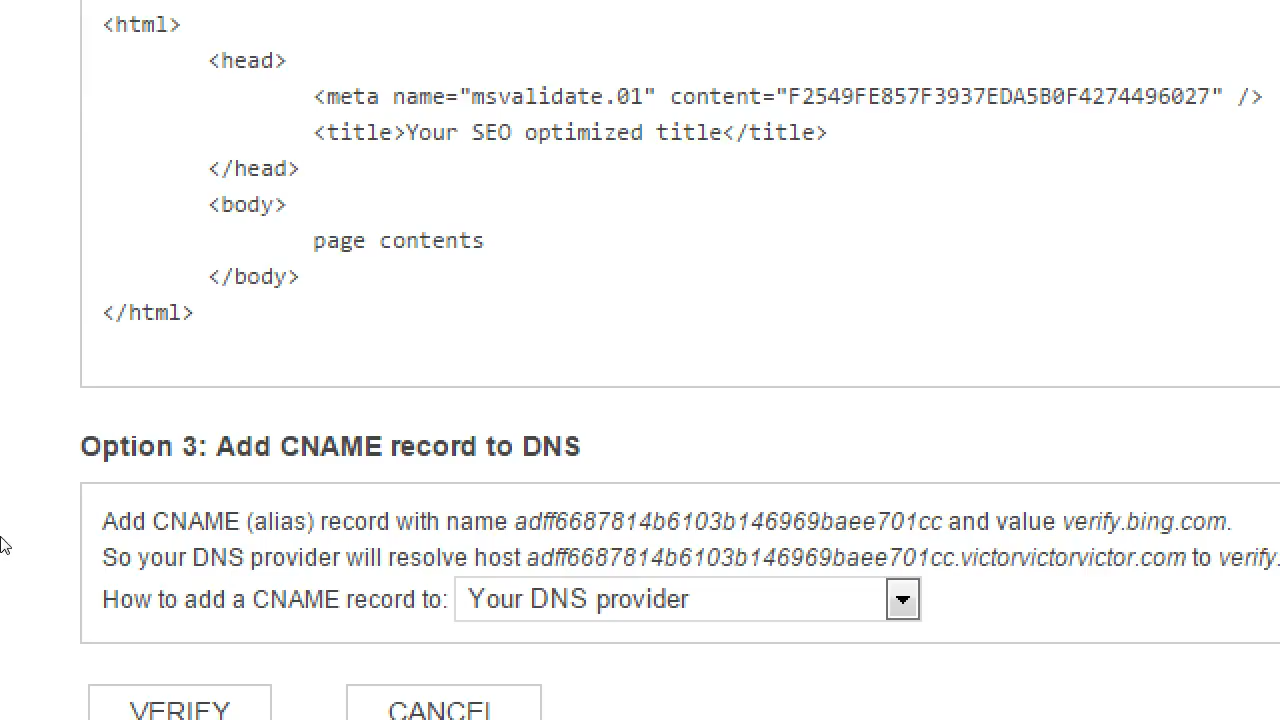 <html>
<head>
<meta name="msvalidate.01" content="F2549FE857F3937EDA5B0F4274496027" />
<title>Your SEO optimized title</title>
</head>
<body>
page contents
</body>
</html>
Option 3: Add CNAME record to DNS
Add CNAME (alias) record with name adff6687814b6103b146969baee701cc and value verify.bing.com.
So your DNS provider will resolve host adff6687814b6103b146969baee701cc.victorvictorvictor.com to verify.
How to add a CNAME record to: Your DNS provider
VERIFY CANCEL